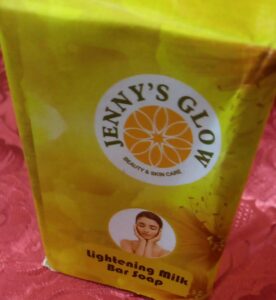 JENNY'S GLOW
BEAUTY & SKIN CARE
Lightening Milk
Bar Soap